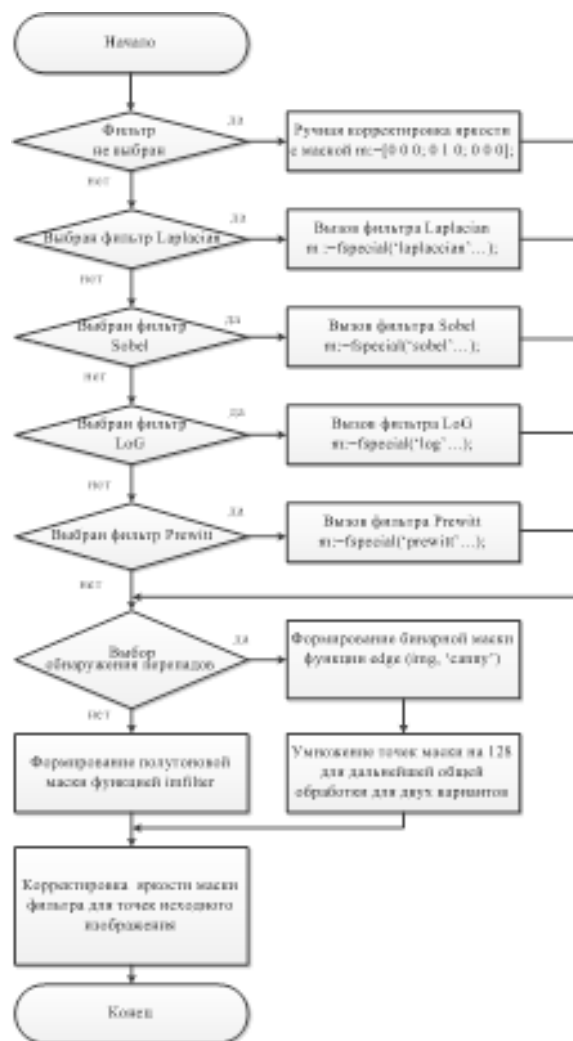 Начало
Фильтр
не выбран
да
Ручная корректировка яркости
с маской m:=[0 0 0; 0 1 0; 0 0 0];
нет
Выбран фильтр Laplacian
да
Вызов фильтра Laplacian
m :=fspecial(‘laplaccian’…);
нет
Выбран фильтр
Sobel
да
Вызов фильтра Sobel
m:=fspecial(‘sobel’…);
нет
Выбран фильтр
LoG
да
Вызов фильтра LoG
m:=fspecial(‘log’…);
нет
Выбран фильтр Prewitt
да
Вызов фильтра Prewitt
m:=fspecial(‘prewitt’…);
нет
Выбор
обнаружения перепадов
да
Формирование бинарной маски
функции edge (img, ‘canny’)
нет
Формирование полутоновой
маски функцией imfilter
Умножение точек маски на 128
для дальнейшей общей
обработки для двух вариантов
Корректировка яркости маски
фильтра для точек исходного
изображения
Конец